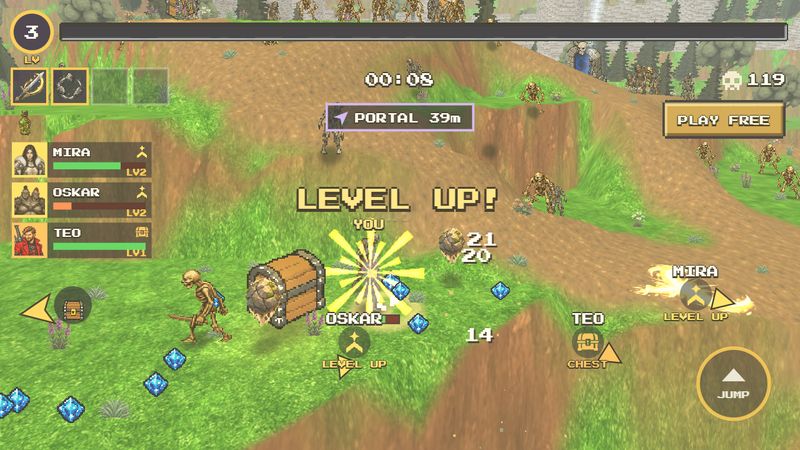 3
LV
00:08
119
PORTAL 39m
PLAY FREE
MIRA
LV2
OSKAR
LV2
TEO
LV1
LEVEL UP!
YOU
21
20
MIRA
LEVEL UP
OSKAR
LEVEL UP
14
TEO
CHEST
JUMP